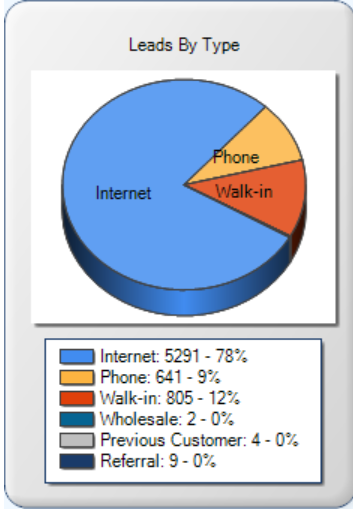 Leads By Type
Phone
Internet
Walk-in
Internet: 5291 - 78%
Phone: 641 - 9%
Walk-in: 805 - 12%
Wholesale: 2 - 0%
Previous Customer: 4 - 0%
Referral: 9 - 0%